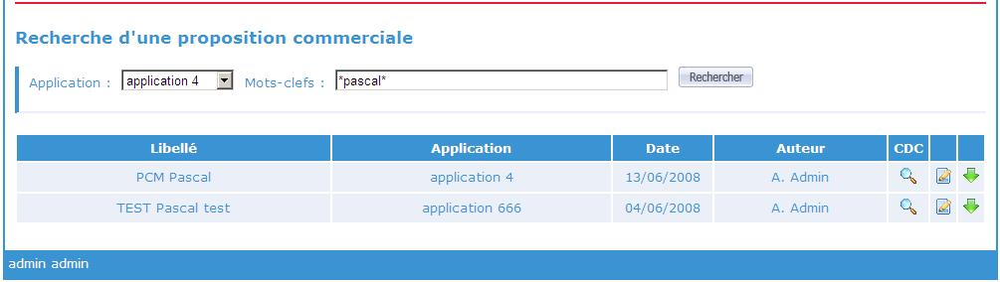 Recherche d'une proposition commerciale
Application : application 4 Mots-clefs : *pascal* Rechercher
Libellé Application Date Auteur CDC
PCM Pascal application 4 13/06/2008 A. Admin
TEST Pascal test application 666 04/06/2008 A. Admin
admin admin